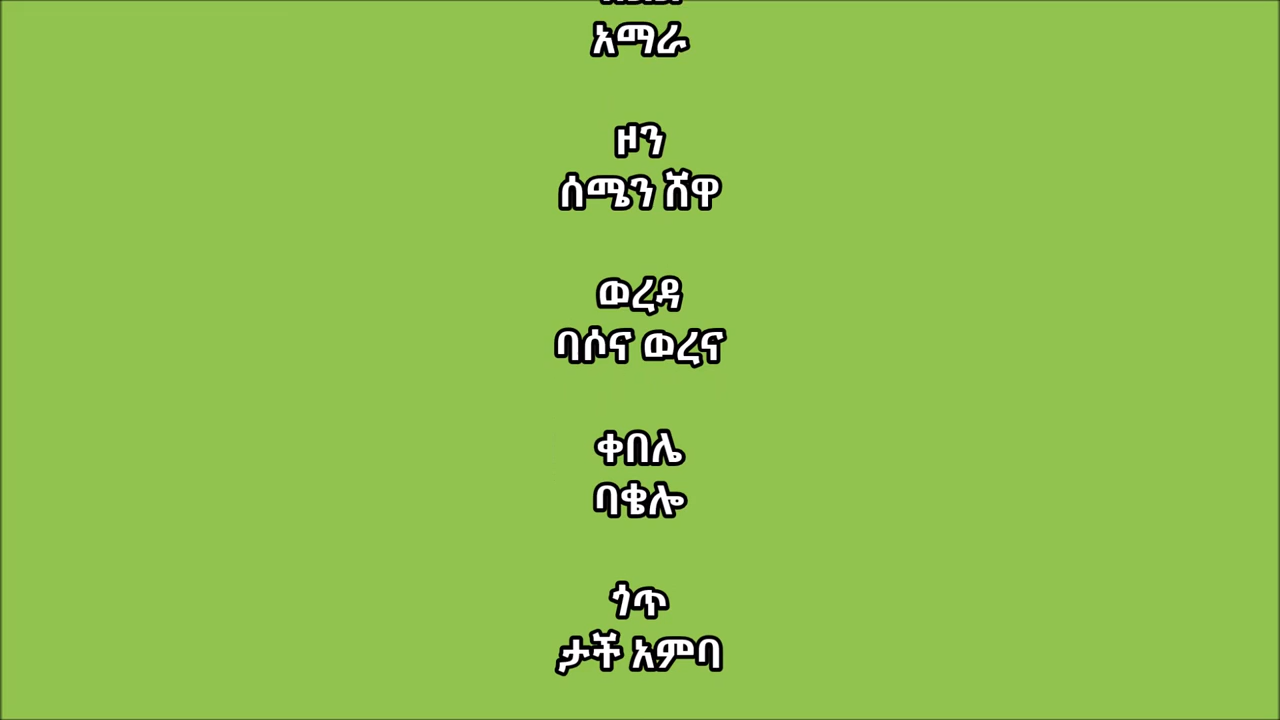 አማራ
ዞን
ሰሜን ሸዋ
ወረዳ
ባሶና ወረና
ቀበሌ
ባቄሎ
ጎጥ
ታች አምባ